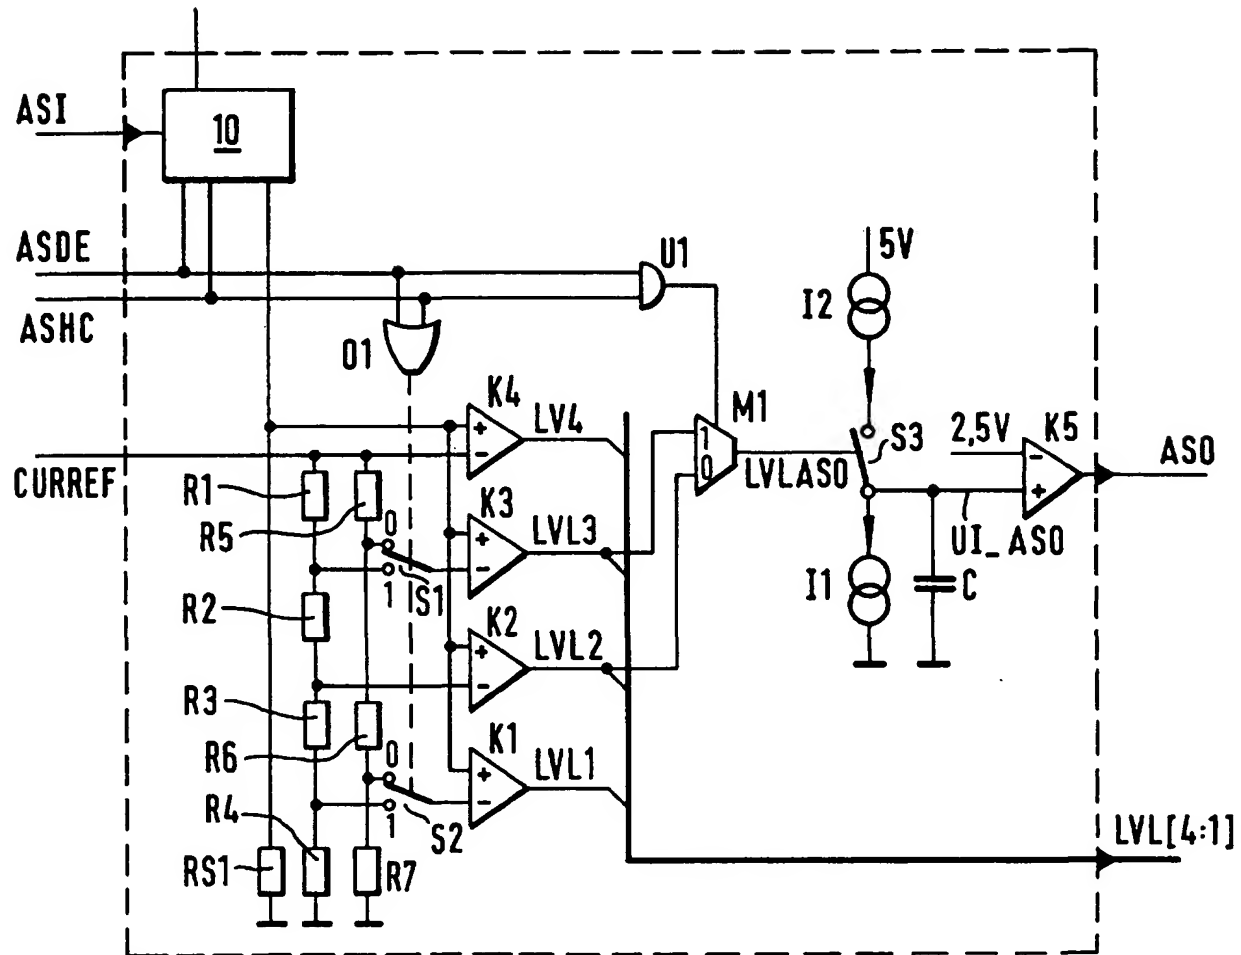 ASI
10
ASDE
U1
5V
ASHC
I2
O1
K4
LV4
M1
1
0
S3
2,5V
K5
ASO
CURREF
R1
LVLASO
R5
K3
LVL3
0
1
S1
UI_ASO
I1
C
R2
K2
LVL2
R3
R6
0
K1
LVL1
R4
1
S2
LVL[4:1]
RS1
R7
+
-
+
-
+
-
+
-
-
+